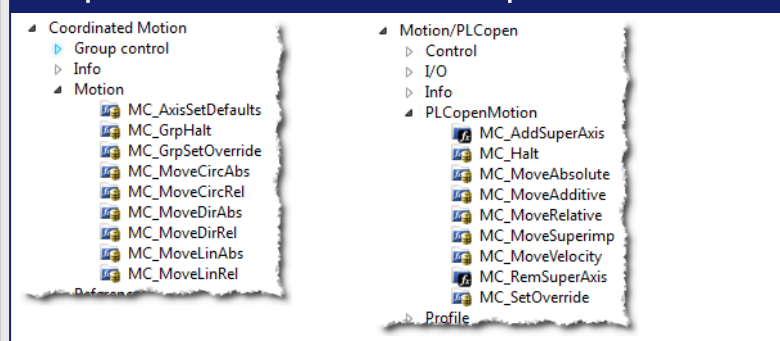 Coordinated Motion
Group control
Info
Motion
MC_AxisSetDefaults
MC_GrpHalt
MC_GrpSetOverride
MC_MoveCircAbs
MC_MoveCircRel
MC_MoveDirAbs
MC_MoveDirRel
MC_MoveLinAbs
MC_MoveLinRel
Motion/PLCopen
Control
I/O
Info
PLCopenMotion
MC_AddSuperAxis
MC_Halt
MC_MoveAbsolute
MC_MoveAdditive
MC_MoveRelative
MC_MoveSuperimp
MC_MoveVelocity
MC_RemSuperAxis
MC_SetOverride
Profile